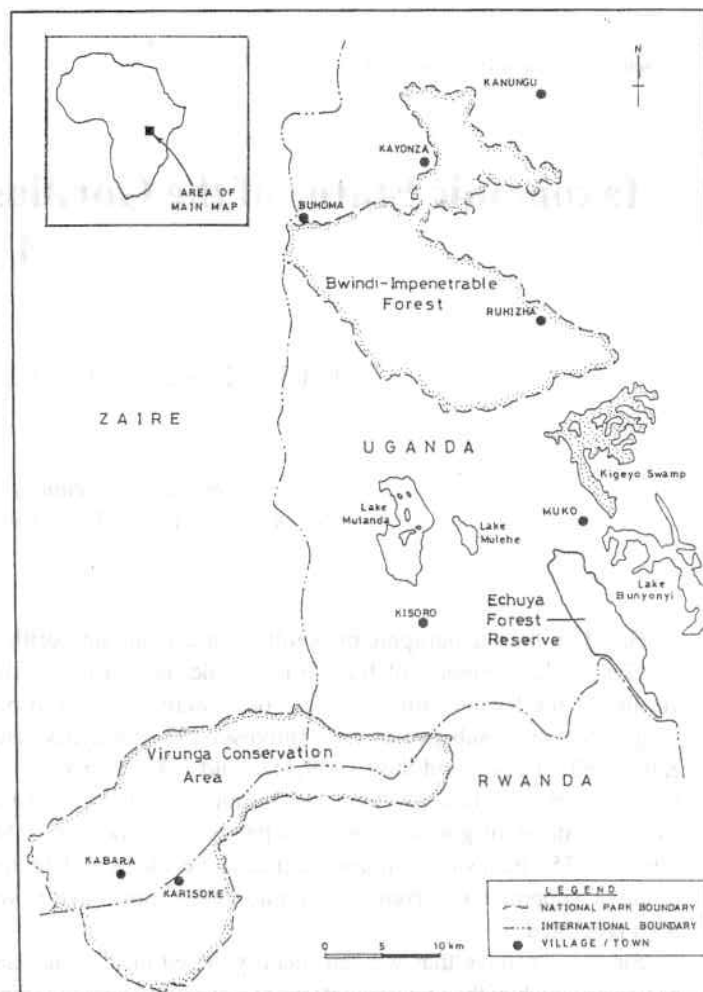 N
KANUNGU
KAYONZA
AREA OF
MAIN MAP
BUHOMA
Bwindi-Impenetrable
Forest
RUHIZHA
ZAIRE
UGANDA
Kigeyo Swamp
Lake
Mulanda
Lake
Mulehe
MUKO
Lake
Bunyonyi
KISORO
Echuya
Forest
Reserve
Virunga Conservation
Area
RWANDA
KABARA
KARISOKE
LEGEND
NATIONAL PARK BOUNDARY
INTERNATIONAL BOUNDARY
VILLAGE / TOWN
0 5 10 km